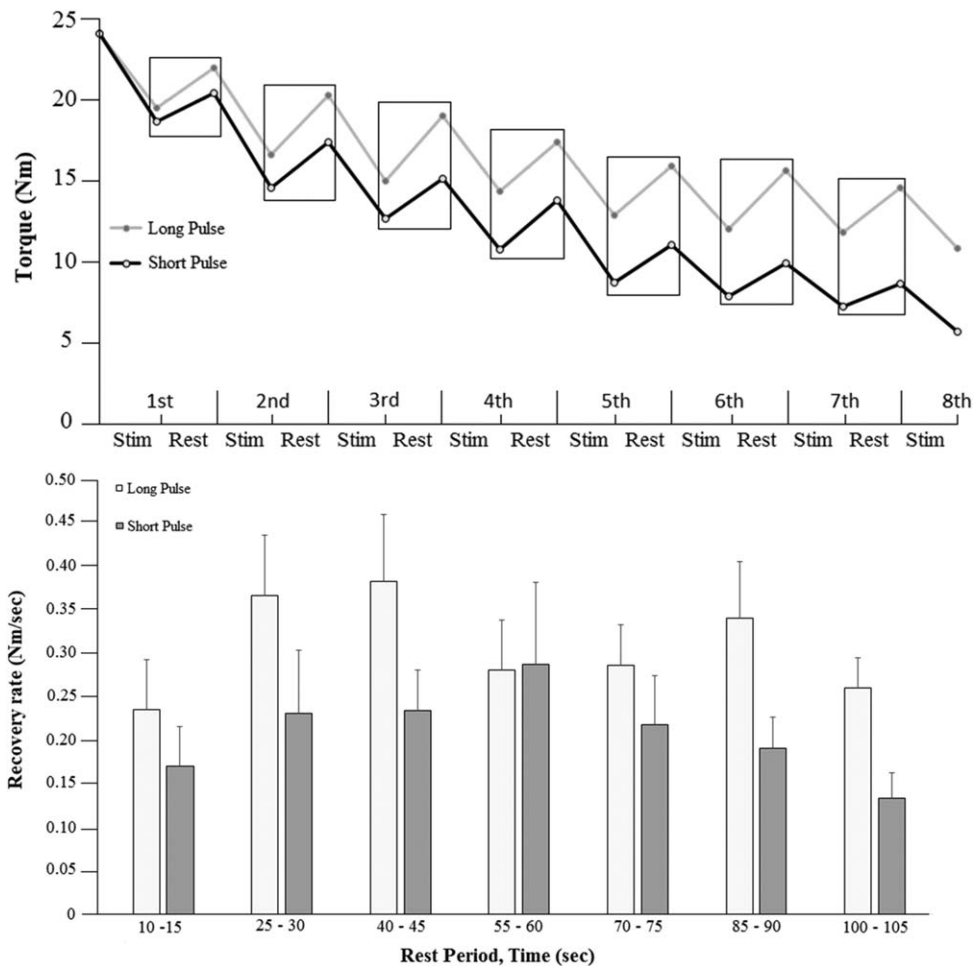 25
20
15
10
5
0
Torque (Nm)
Long Pulse
Short Pulse
1st 2nd 3rd 4th 5th 6th 7th 8th
Stim Rest Stim Rest Stim Rest Stim Rest Stim Rest Stim Rest Stim Rest Stim
0.50
0.45
0.40
0.35
0.30
0.25
0.20
0.15
0.10
0.05
0
Recovery rate (Nm/sec)
Long Pulse
Short Pulse
10 -15 25 - 30 40 - 45 55 - 60 70 - 75 85 - 90 100 - 105
Rest Period, Time (sec)